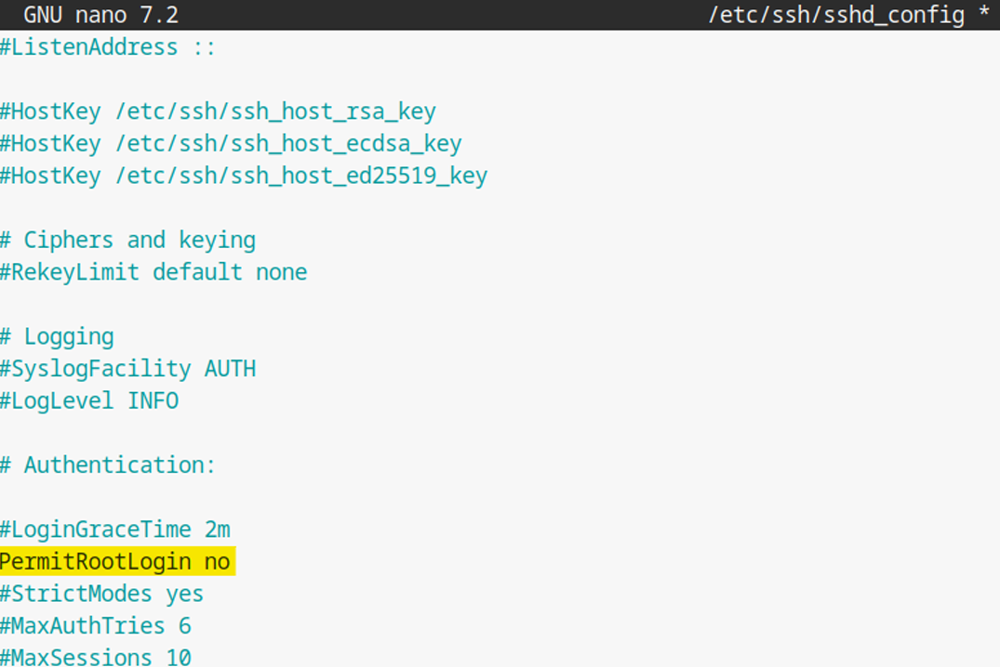 GNU nano 7.2 /etc/ssh/sshd_config *
#ListenAddress ::
#HostKey /etc/ssh/ssh_host_rsa_key
#HostKey /etc/ssh/ssh_host_ecdsa_key
#HostKey /etc/ssh/ssh_host_ed25519_key
# Ciphers and keying
#RekeyLimit default none
# Logging
#SyslogFacility AUTH
#LogLevel INFO
# Authentication:
#LoginGraceTime 2m
PermitRootLogin no
#StrictModes yes
#MaxAuthTries 6
#MaxSessions 10